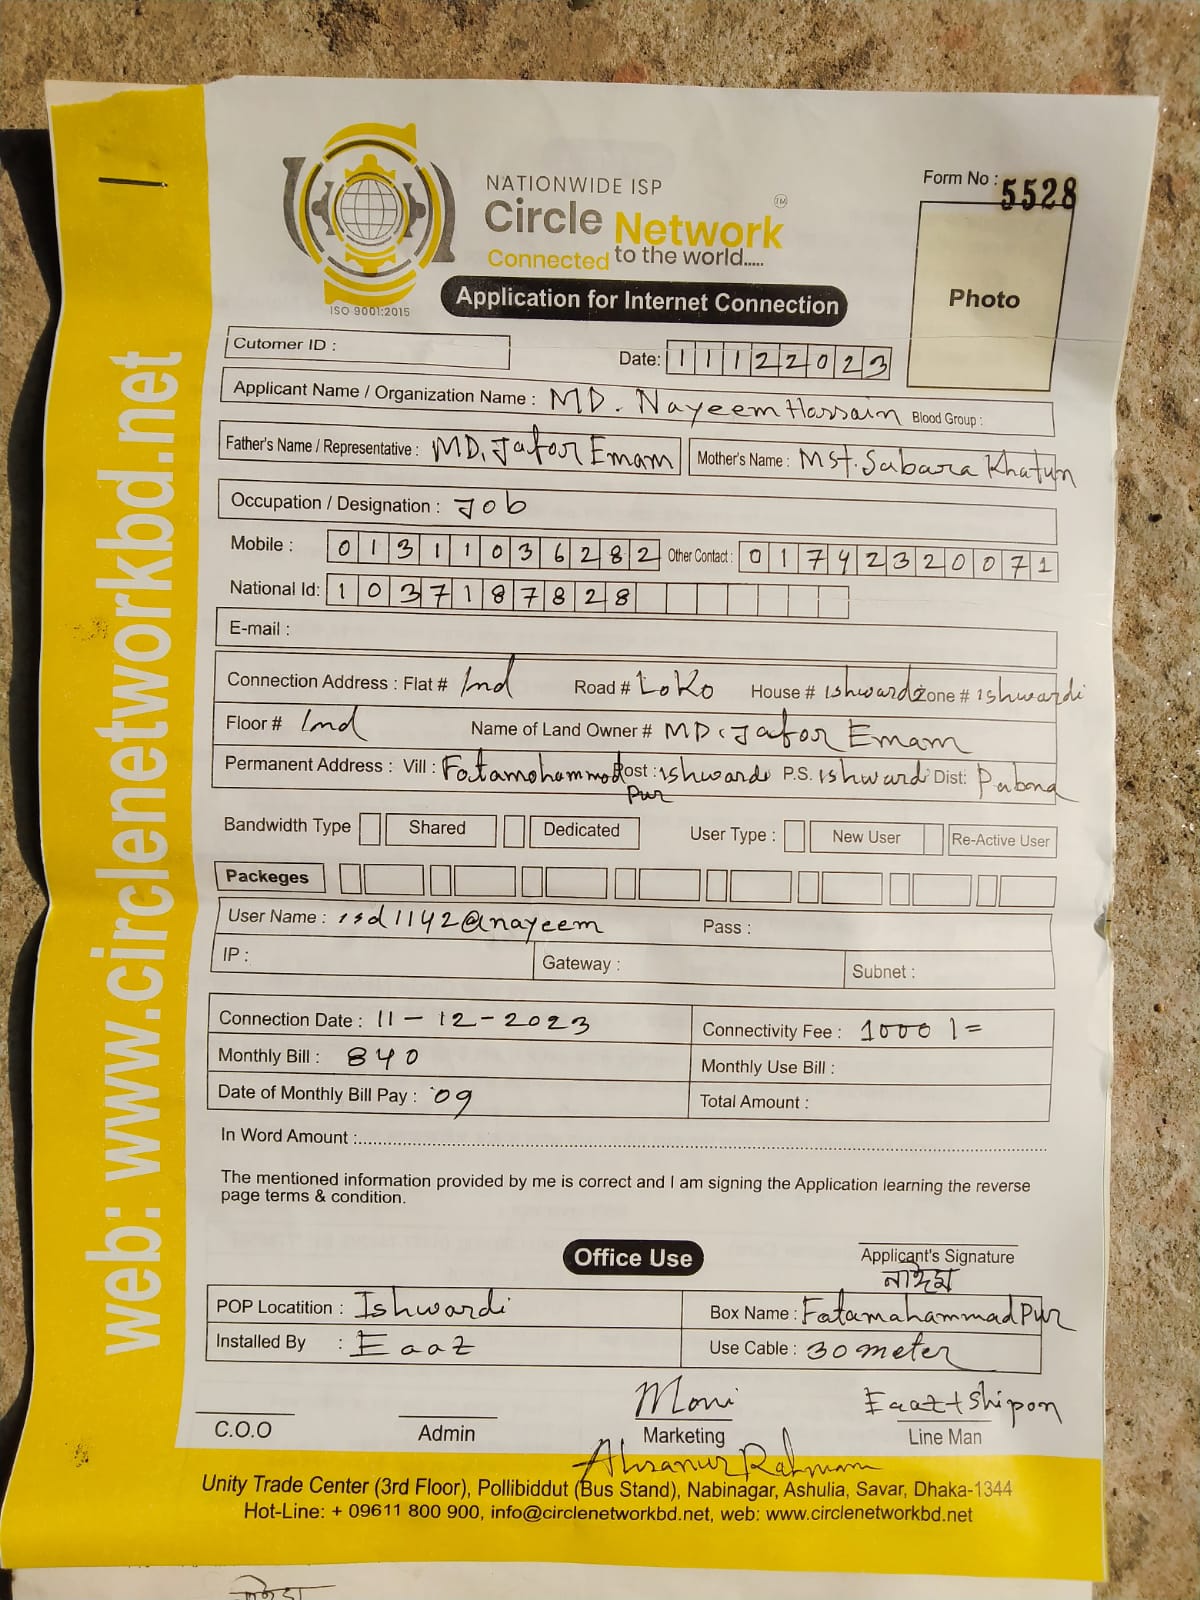 NATIONWIDE ISP
Circle Network TM
Connected to the world.....
ISO 9001:2015
Application for Internet Connection
Form No : 5528
Photo
Cutomer ID :
Date: 11122023
Applicant Name / Organization Name : MD. Nayeem Hossain Blood Group :
Father's Name / Representative : MD. Jafor Emam Mother's Name : Mst. Sabara Khatun
Occupation / Designation : Job
Mobile : 01311036282 Other Contact : 01742320071
National Id: 1037187828
E-mail :
Connection Address : Flat # Ind Road # LoKo House # ishwardi Zone # ishwardi
Floor # Ind Name of Land Owner # MD. Jafor Emam
Permanent Address : Vill : Fatamohammodpur Post : ishwardi P.S. ishwardi Dist: Pabna
Bandwidth Type Shared Dedicated User Type : New User Re-Active User
Packeges
User Name : isd1142@nayeem Pass :
IP : Gateway : Subnet :
Connection Date : 11-12-2023 Connectivity Fee : 1000/=
Monthly Bill : 840 Monthly Use Bill :
Date of Monthly Bill Pay : 09 Total Amount :
In Word Amount :
The mentioned information provided by me is correct and I am signing the Application learning the reverse
page terms & condition.
Office Use
Applicant's Signature
নাঈম
POP Locatition : Ishwardi Box Name : FatamahammadPur
Installed By : Eaaz Use Cable : 30 meter
Moni Eaaz+Shipon
C.O.O Admin Marketing Line Man
Ahsanur Rahmam
Unity Trade Center (3rd Floor), Pollibiddut (Bus Stand), Nabinagar, Ashulia, Savar, Dhaka-1344
Hot-Line: + 09611 800 900, info@circlenetworkbd.net, web: www.circlenetworkbd.net
web: www.circlenetworkbd.net